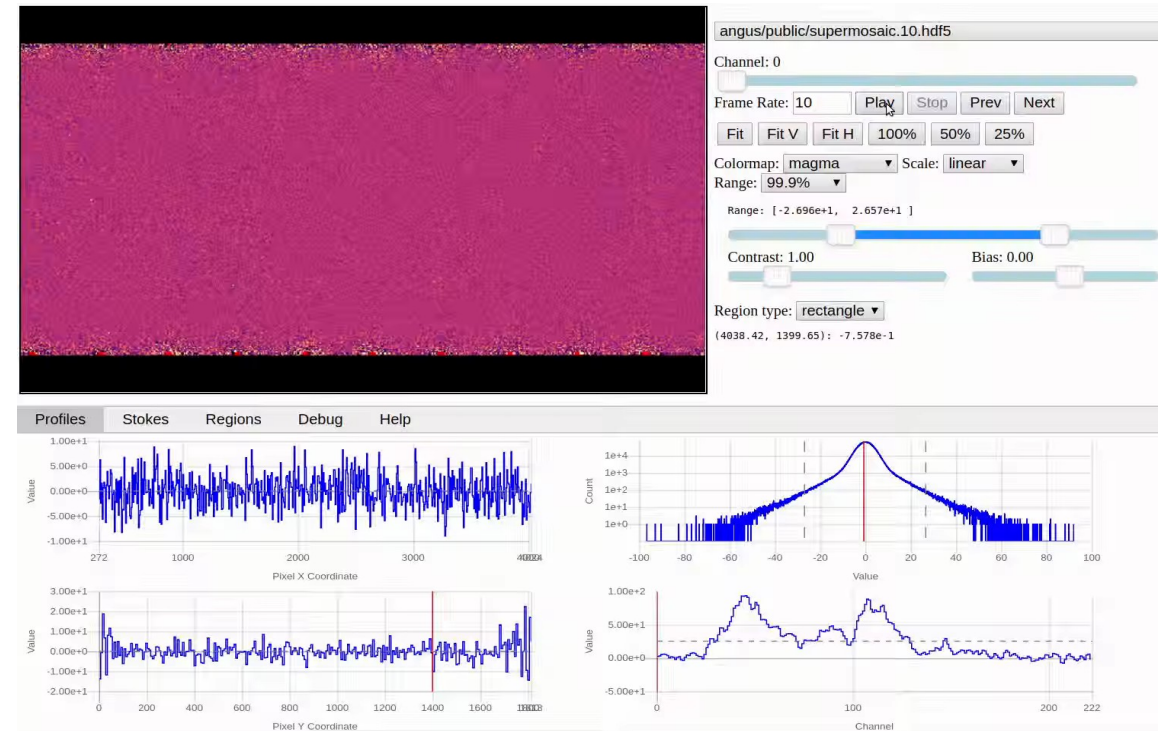 angus/public/supermosaic.10.hdf5
Channel: 0
Frame Rate: 10 Play Stop Prev Next
Fit Fit V Fit H 100% 50% 25%
Colormap: magma Scale: linear
Range: 99.9%
Range: [-2.696e+1, 2.657e+1 ]
Contrast: 1.00 Bias: 0.00
Region type: rectangle
(4038.42, 1399.65): -7.578e-1
Profiles Stokes Regions Debug Help
1.00e+1
5.00e+0
0.00e+0
-5.00e+0
-1.00e+1
Value
272 1000 2000 3000
Pixel X Coordinate
1e+4
1e+3
1e+2
1e+1
1e+0
Count
-100 -80 -60 -40 -20 0 20 40 60 80 100
Value
3.00e+1
2.00e+1
1.00e+1
0.00e+0
-1.00e+1
-2.00e+1
Value
0 200 400 600 800 1000 1200 1400 1600
Pixel Y Coordinate
1.00e+2
5.00e+1
0.00e+0
-5.00e+1
Value
0 100 200 222
Channel